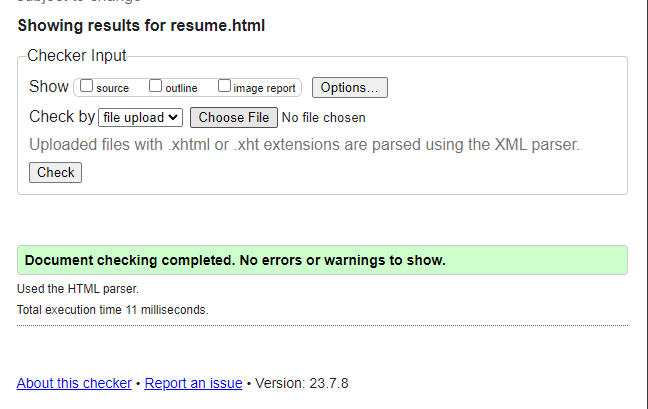 subject to change
Showing results for resume.html
Checker Input
Show source outline image report Options...
Check by file upload Choose File No file chosen
Uploaded files with .xhtml or .xht extensions are parsed using the XML parser.
Check
Document checking completed. No errors or warnings to show.
Used the HTML parser.
Total execution time 11 milliseconds.
About this checker • Report an issue • Version: 23.7.8